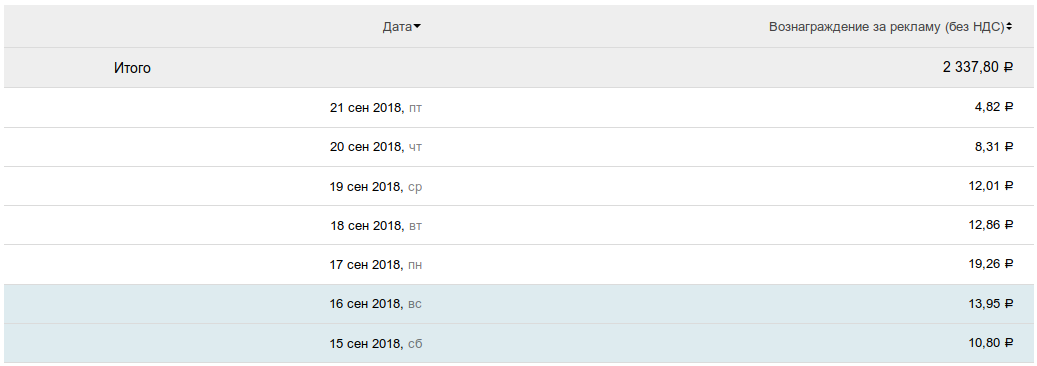 Дата Вознаграждение за рекламу (без НДС)
Итого 2 337,80 ₽
21 сен 2018, пт 4,82 ₽
20 сен 2018, чт 8,31 ₽
19 сен 2018, ср 12,01 ₽
18 сен 2018, вт 12,86 ₽
17 сен 2018, пн 19,26 ₽
16 сен 2018, вс 13,95 ₽
15 сен 2018, сб 10,80 ₽